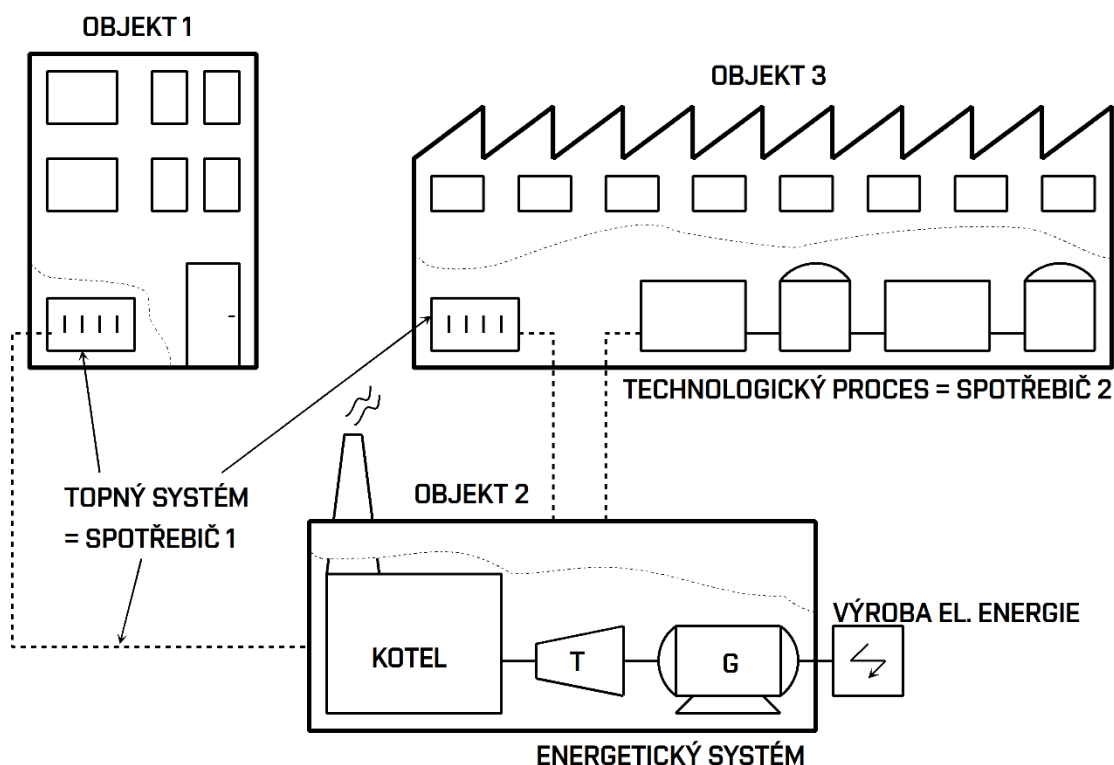 OBJEKT 1
OBJEKT 3
TECHNOLOGICKÝ PROCES = SPOTŘEBIČ 2
TOPNÝ SYSTÉM
= SPOTŘEBIČ 1
OBJEKT 2
VÝROBA EL. ENERGIE
KOTEL
T
G
ENERGETICKÝ SYSTÉM